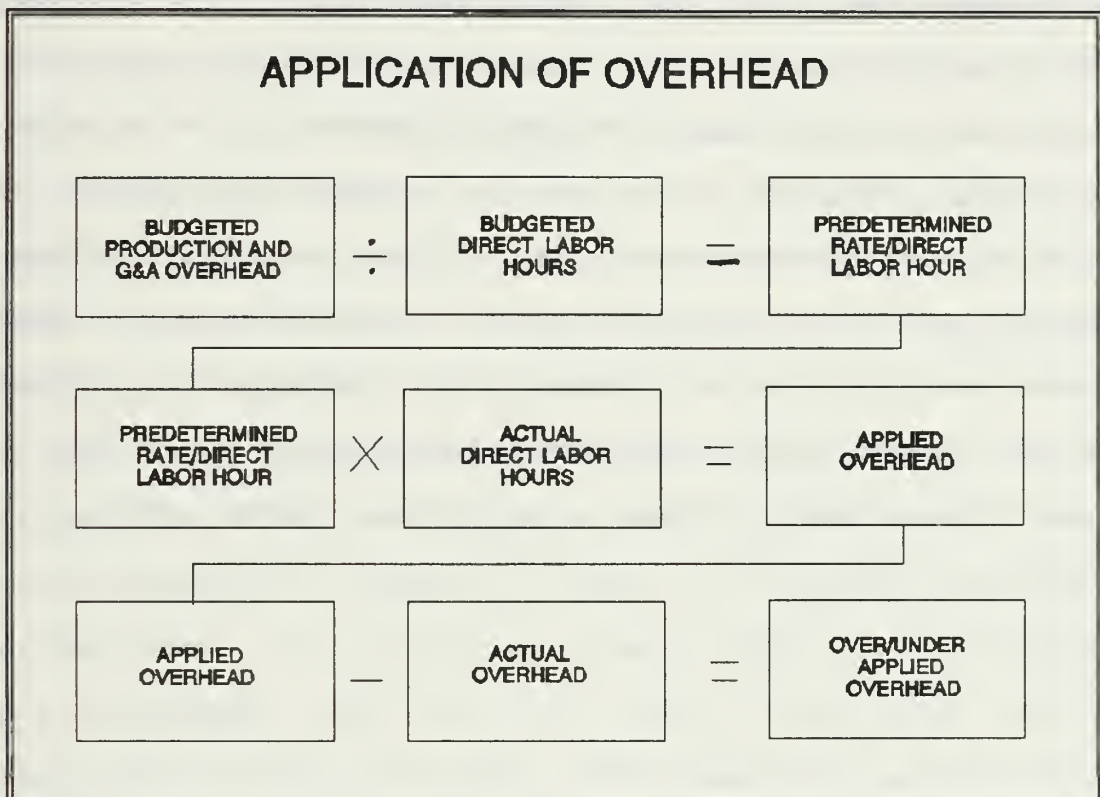 APPLICATION OF OVERHEAD
BUDGETED
PRODUCTION AND
G&A OVERHEAD
÷
BUDGETED
DIRECT LABOR
HOURS
=
PREDETERMINED
RATE/DIRECT
LABOR HOUR
PREDETERMINED
RATE/DIRECT
LABOR HOUR
X
ACTUAL
DIRECT LABOR
HOURS
=
APPLIED
OVERHEAD
APPLIED
OVERHEAD
—
ACTUAL
OVERHEAD
=
OVER/UNDER
APPLIED
OVERHEAD